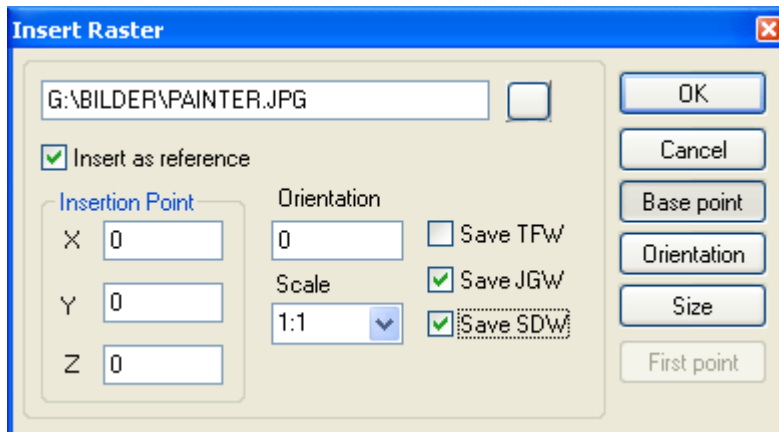 Insert Raster
G:\BILDER\PAINTER.JPG
OK
Insert as reference
Cancel
Insertion Point
Orientation
Base point
X 0
0
Save TFW
Orientation
Scale
Save JGW
Y 0
1:1
Save SDW
Size
Z 0
First point